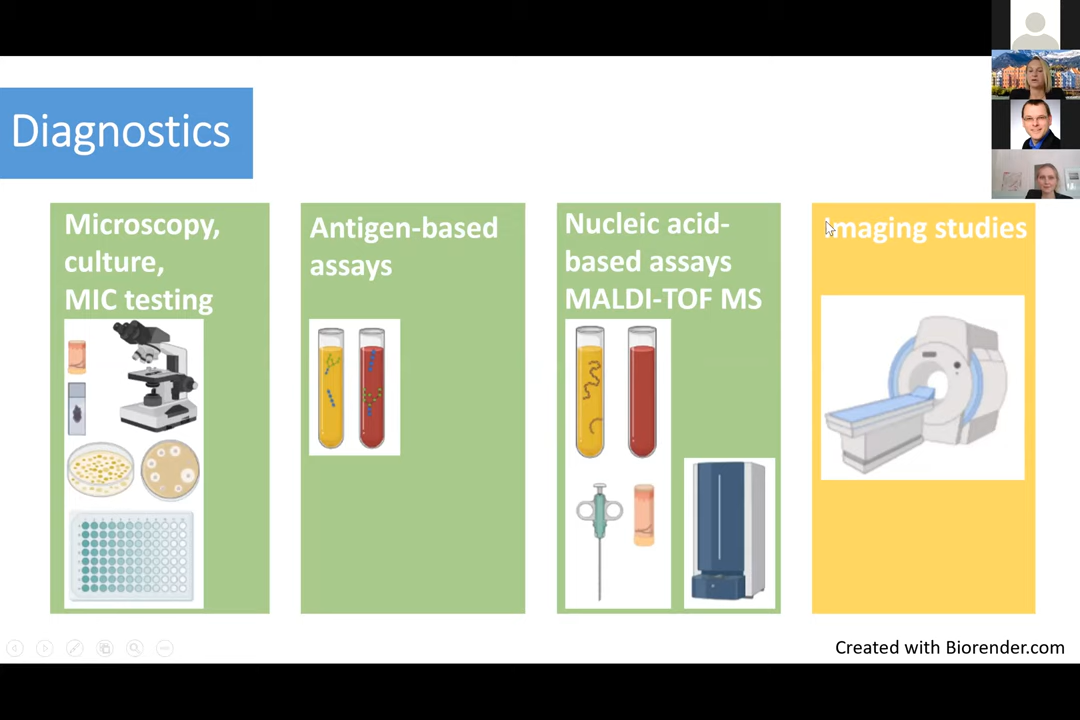 Diagnostics
Microscopy,
culture,
MIC testing
Antigen-based
assays
Nucleic acid-
based assays
MALDI-TOF MS
Imaging studies
Created with Biorender.com